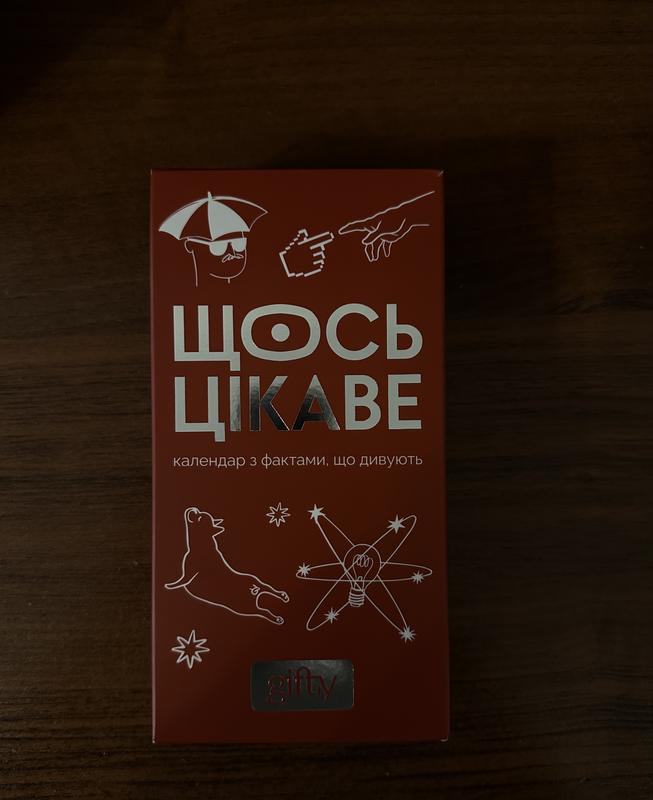 ЩОСЬ
ЦІКАВЕ
календар з фактами, що дивують
gifty